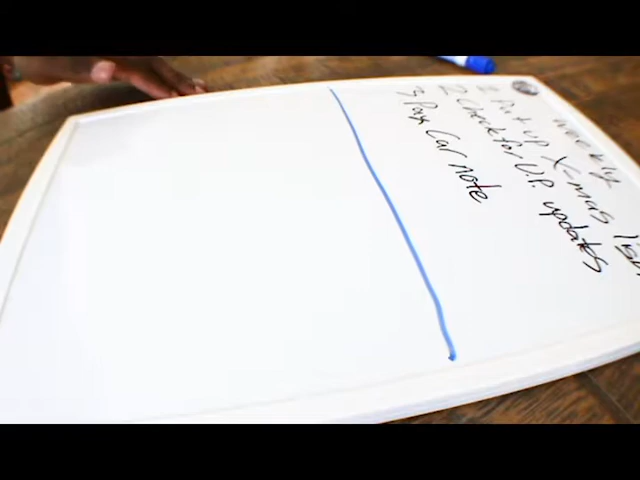 weekly
1 Put up X-mas
2 Check for U.P. updates
3 Pay Car note